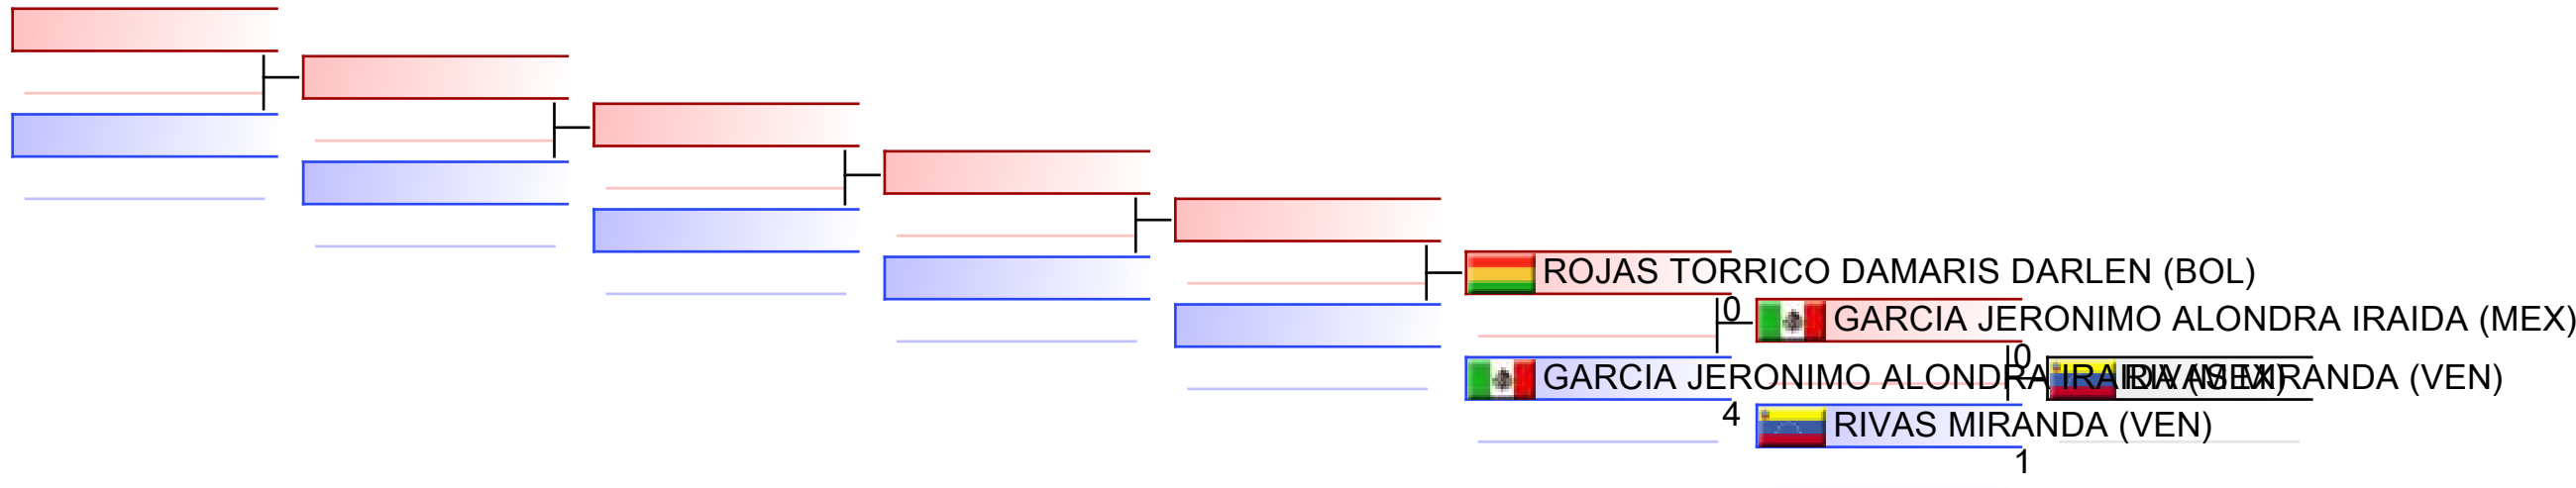 ROJAS TORRICO DAMARIS DARLEN (BOL)
0
GARCIA JERONIMO ALONDRA IRAIDA (MEX)
0
GARCIA JERONIMO ALONDRA IRAIDA (MEX)
RIVAS MIRANDA (VEN)
4
RIVAS MIRANDA (VEN)
1